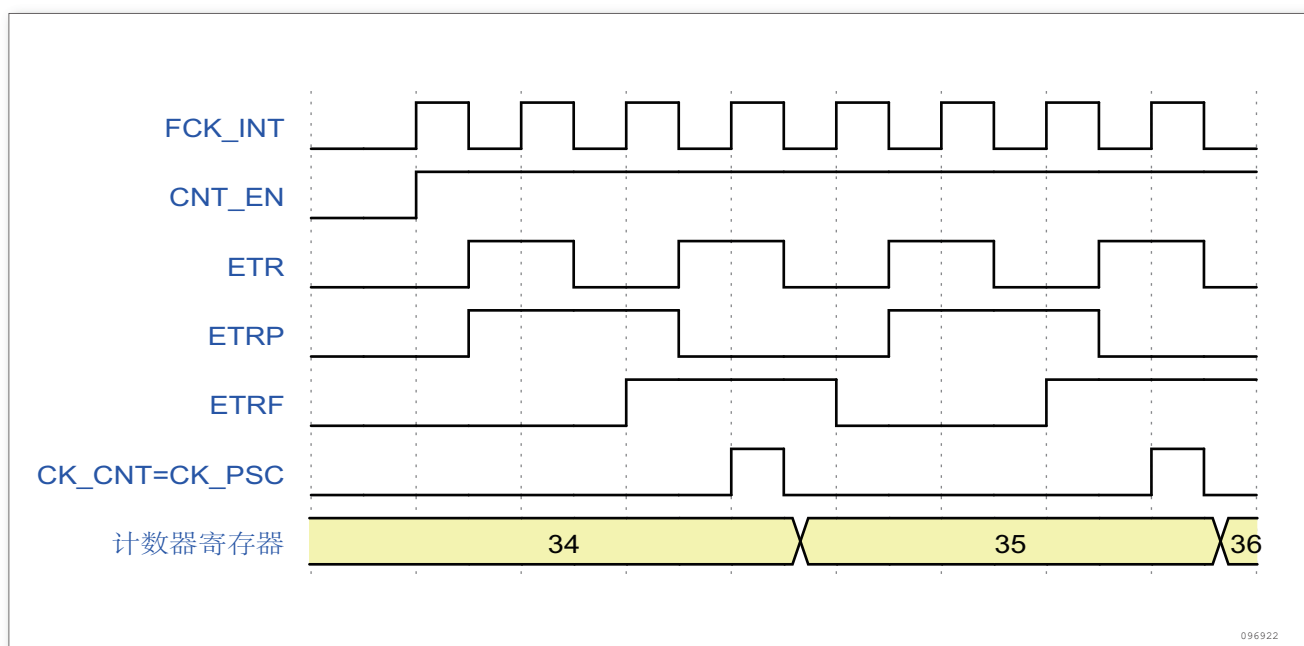 FCK_INT
CNT_EN
ETR
ETRP
ETRF
CK_CNT=CK_PSC
计数器寄存器 34 35 36
096922